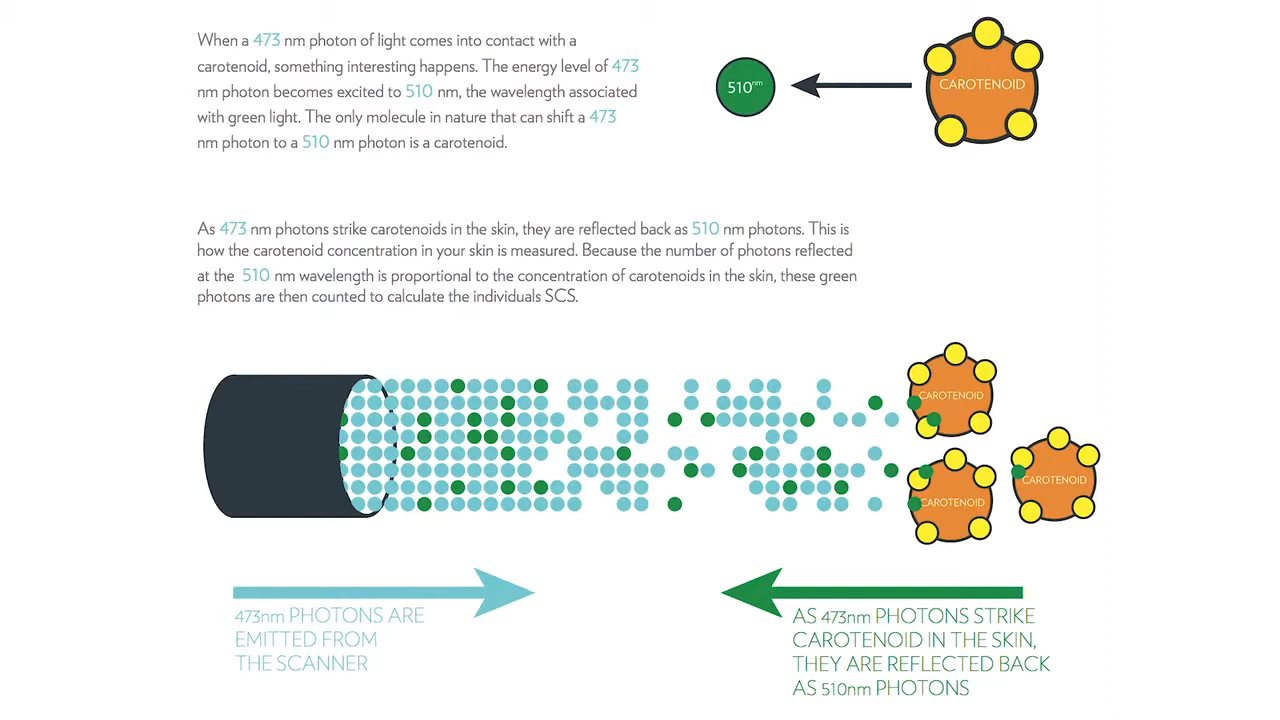 When a 473 nm photon of light comes into contact with a
carotenoid, something interesting happens. The energy level of 473
nm photon becomes excited to 510 nm, the wavelength associated
with green light. The only molecule in nature that can shift a 473
nm photon to a 510 nm photon is a carotenoid.
510nm
CAROTENOID
As 473 nm photons strike carotenoids in the skin, they are reflected back as 510 nm photons. This is
how the carotenoid concentration in your skin is measured. Because the number of photons reflected
at the 510 nm wavelength is proportional to the concentration of carotenoids in the skin, these green
photons are then counted to calculate the individuals SCS.
CAROTENOID
CAROTENOID
CAROTENOID
473nm PHOTONS ARE
EMITTED FROM
THE SCANNER
AS 473nm PHOTONS STRIKE
CAROTENOID IN THE SKIN,
THEY ARE REFLECTED BACK
AS 510nm PHOTONS